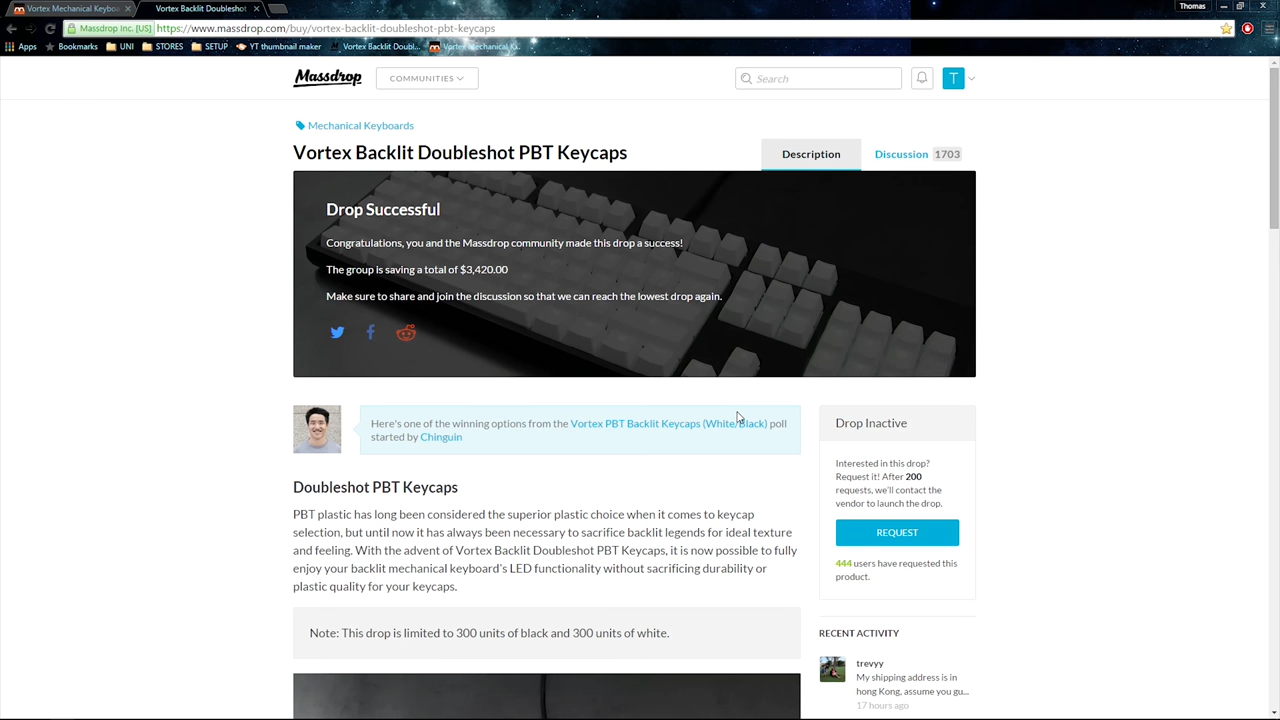 Vortex Mechanical Keybo
Vortex Backlit Doubleshot
Thomas
Massdrop Inc. [US]
https://www.massdrop.com/buy/vortex-backlit-doubleshot-pbt-keycaps
Apps
Bookmarks
UNI
STORES
SETUP
YT thumbnail maker
Vortex Backlit Doubl...
Vortex Mechanical Ke...
Massdrop
COMMUNITIES
Search
T
Mechanical Keyboards
Vortex Backlit Doubleshot PBT Keycaps
Description
Discussion 1703
Drop Successful
Congratulations, you and the Massdrop community made this drop a success!
The group is saving a total of $3,420.00
Make sure to share and join the discussion so that we can reach the lowest drop again.
Here's one of the winning options from the Vortex PBT Backlit Keycaps (White/Black) poll
started by Chinguin
Drop Inactive
Interested in this drop?
Request it! After 200
requests, we'll contact the
vendor to launch the drop.
REQUEST
444 users have requested this
product.
Doubleshot PBT Keycaps
PBT plastic has long been considered the superior plastic choice when it comes to keycap
selection, but until now it has always been necessary to sacrifice backlit legends for ideal texture
and feeling. With the advent of Vortex Backlit Doubleshot PBT Keycaps, it is now possible to fully
enjoy your backlit mechanical keyboard's LED functionality without sacrificing durability or
plastic quality for your keycaps.
Note: This drop is limited to 300 units of black and 300 units of white.
RECENT ACTIVITY
trevyy
My shipping address is in
hong Kong, assume you gu...
17 hours ago